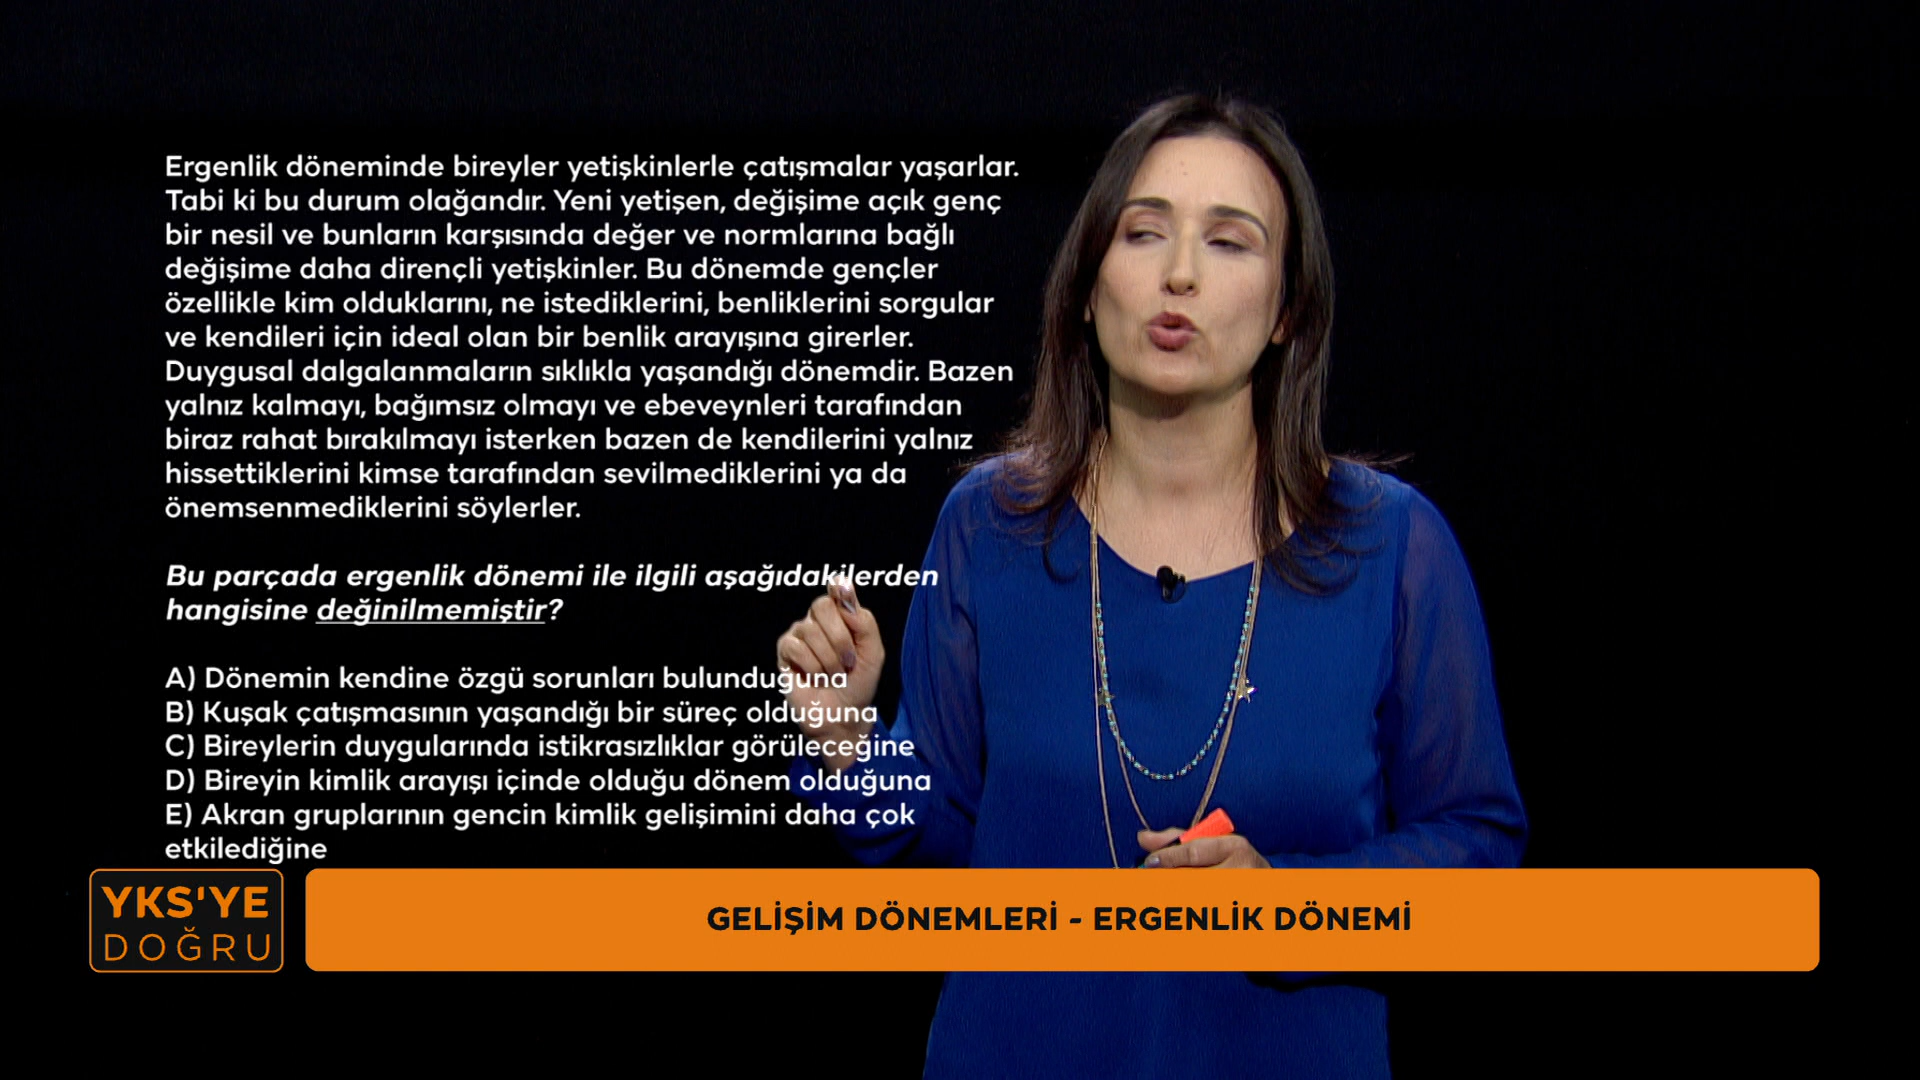 Ergenlik döneminde bireyler yetişkinlerle çatışmalar yaşarlar.
Tabi ki bu durum olağandır. Yeni yetişen, değişime açık genç
bir nesil ve bunların karşısında değer ve normlarına bağlı
değişime daha dirençli yetişkinler. Bu dönemde gençler
özellikle kim olduklarını, ne istediklerini, benliklerini sorgular
ve kendileri için ideal olan bir benlik arayışına girerler.
Duygusal dalgalanmaların sıklıkla yaşandığı dönemdir. Bazen
yalnız kalmayı, bağımsız olmayı ve ebeveynleri tarafından
biraz rahat bırakılmayı isterken bazen de kendilerini yalnız
hissettiklerini kimse tarafından sevilmediklerini ya da
önemsenmediklerini söylerler.
Bu parçada ergenlik dönemi ile ilgili aşağıdakilerden
hangisine değinilmemiştir?
A) Dönemin kendine özgü sorunları bulunduğuna
B) Kuşak çatışmasının yaşandığı bir süreç olduğuna
C) Bireylerin duygularında istikrasızlıklar görüleceğine
D) Bireyin kimlik arayışı içinde olduğu dönem olduğuna
E) Akran gruplarının gencin kimlik gelişimini daha çok
etkilediğine
YKS'YE
DOĞRU
GELİŞİM DÖNEMLERİ - ERGENLİK DÖNEMİ